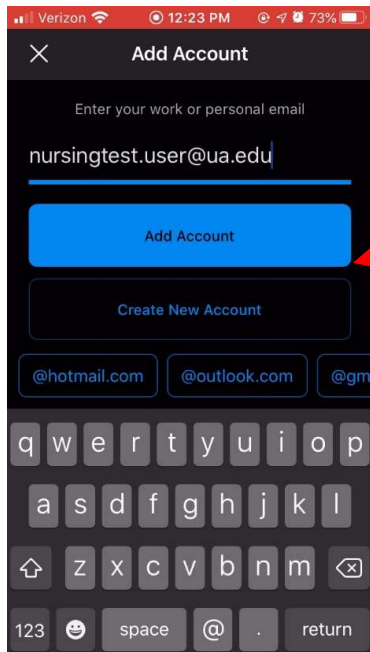 Verizon 12:23 PM 73%
Add Account
Enter your work or personal email
nursingtest.user@ua.edu
Add Account
Create New Account
@hotmail.com @outlook.com @gm
q w e r t y u i o p
a s d f g h j k l
z x c v b n m
123 space @ . return